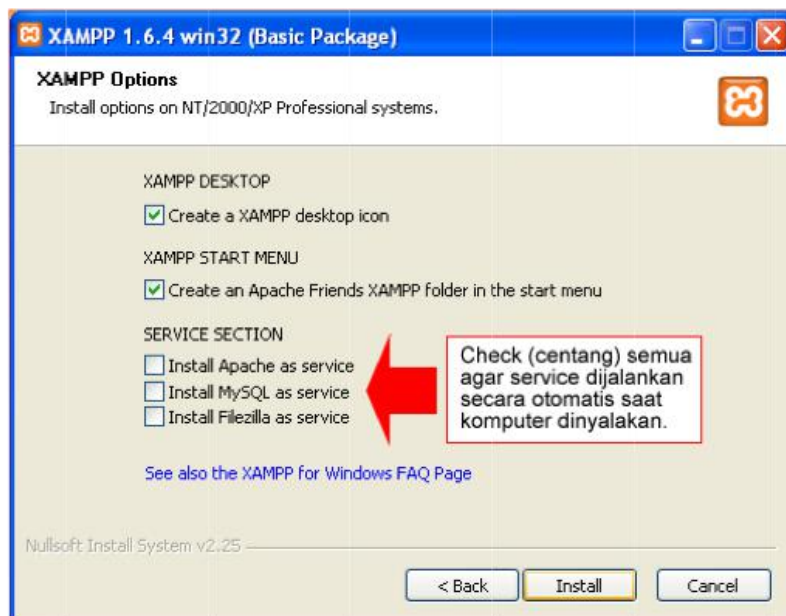 XAMPP 1.6.4 win32 (Basic Package)
XAMPP Options
Install options on NT/2000/XP Professional systems.
XAMPP DESKTOP
Create a XAMPP desktop icon
XAMPP START MENU
Create an Apache Friends XAMPP folder in the start menu
SERVICE SECTION
Install Apache as service
Install MySQL as service
Install Filezilla as service
Check (centang) semua
agar service dijalankan
secara otomatis saat
komputer dinyalakan.
See also the XAMPP for Windows FAQ Page
Nullsoft Install System v2.25
< Back
Install
Cancel